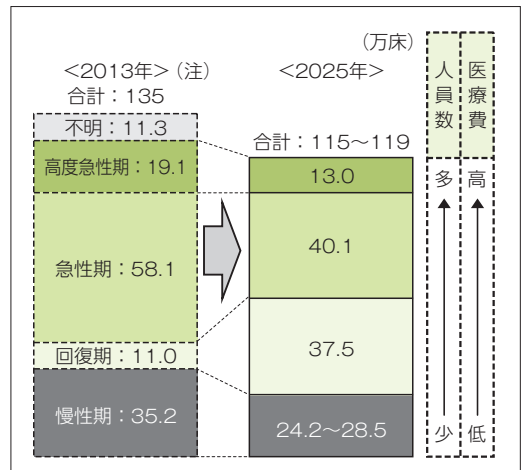 (万床)
<2013年>(注)
合計:135
<2025年>
合計:115〜119
不明:11.3
高度急性期:19.1
急性期:58.1
回復期:11.0
慢性期:35.2
13.0
40.1
37.5
24.2〜28.5
人員数
多
少
医療費
高
低